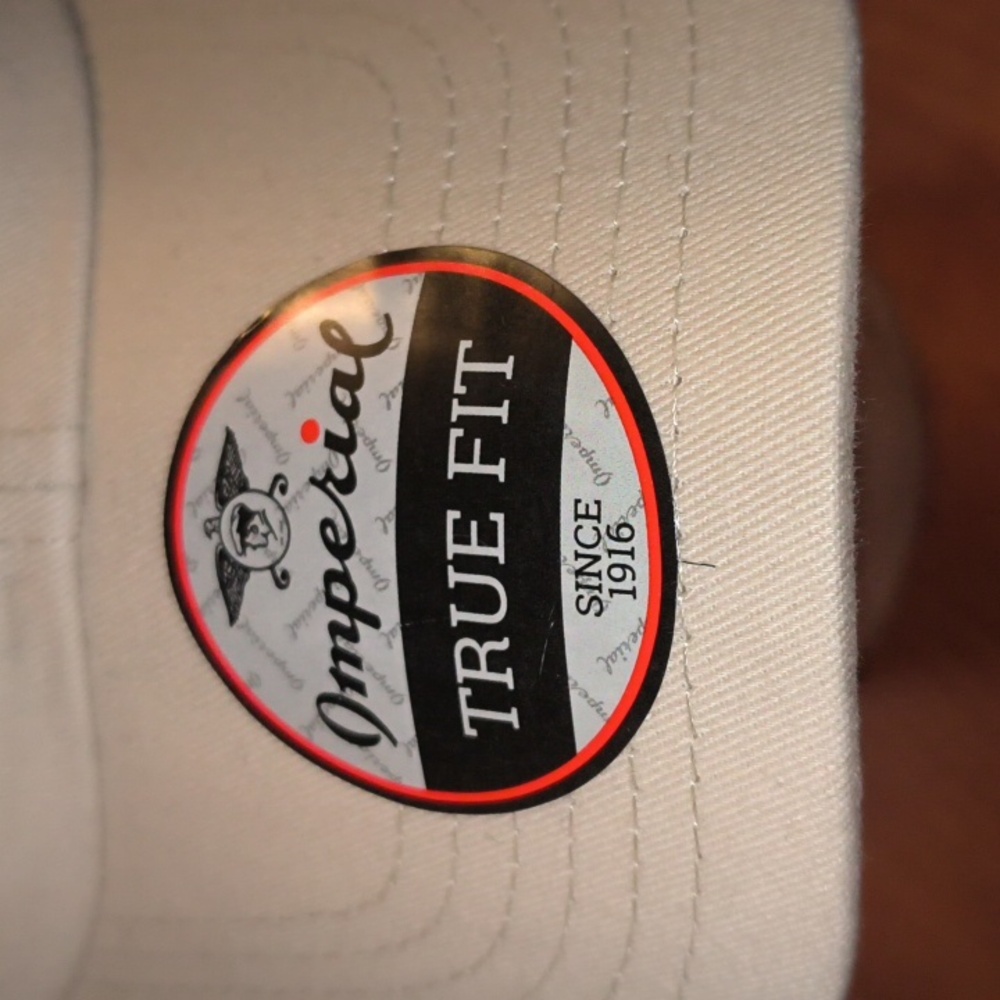 Imperial
TRUE FIT
SINCE
1916